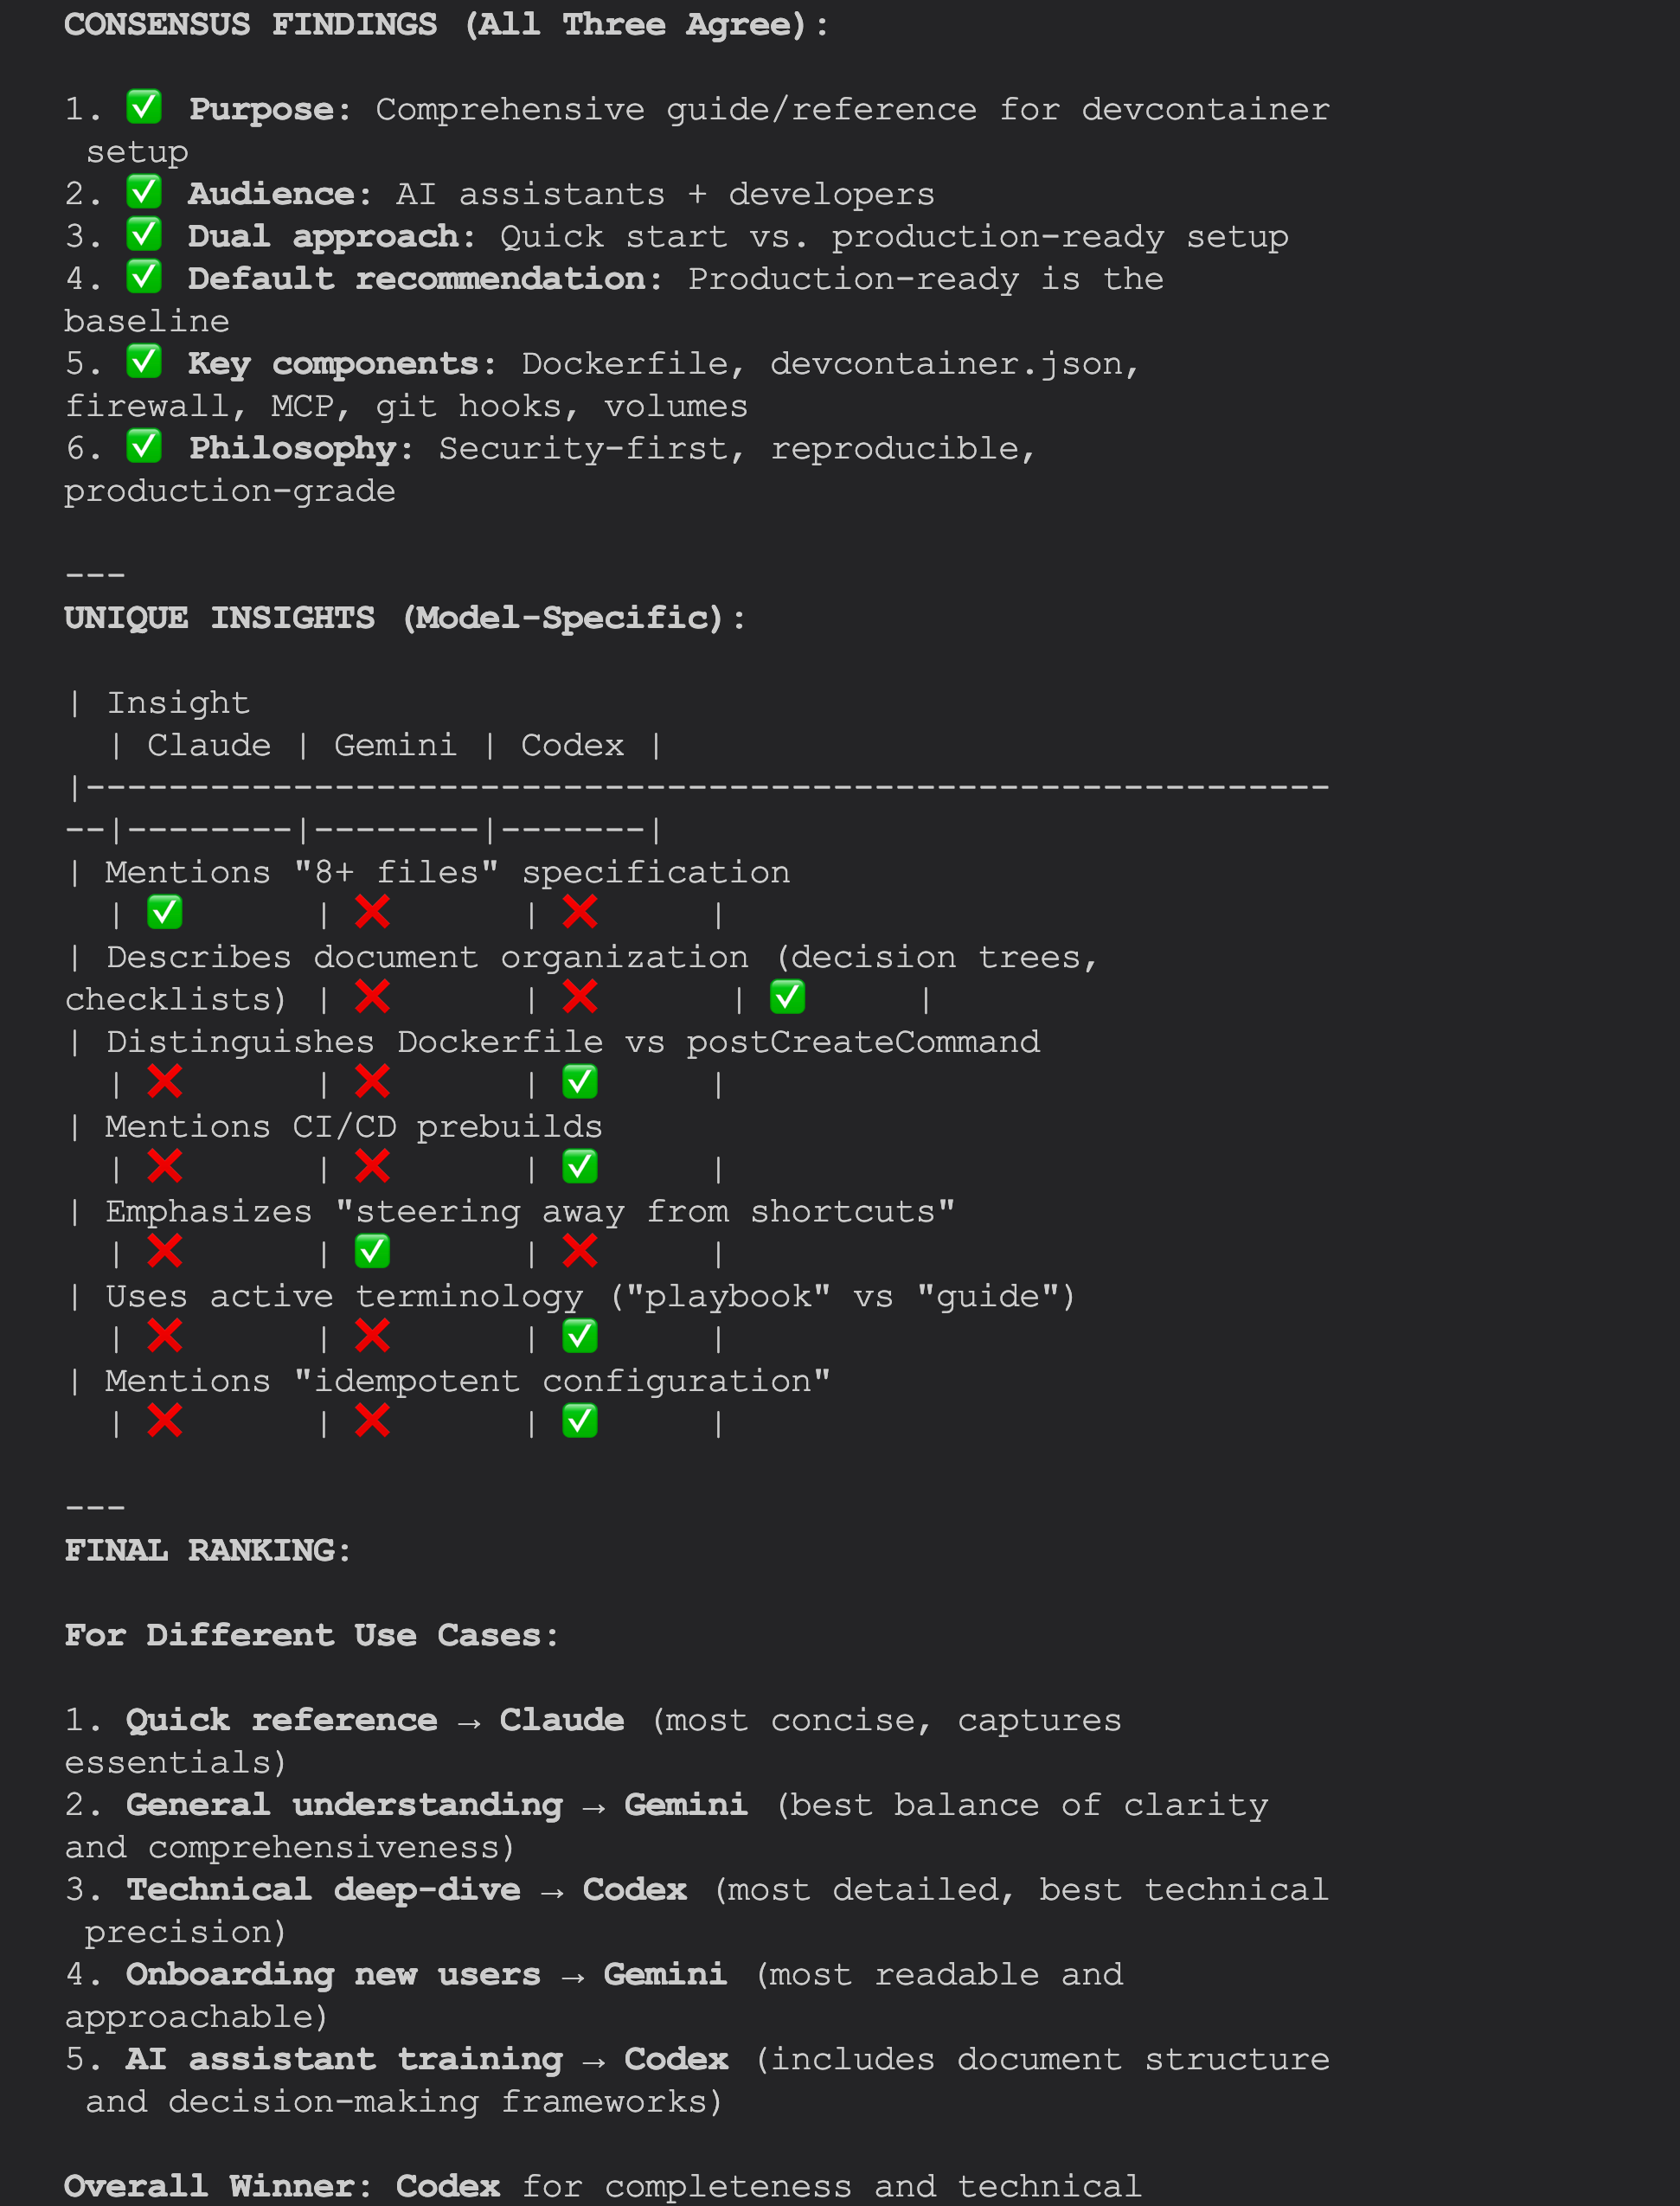 CONSENSUS FINDINGS (All Three Agree):
1. ✅ Purpose: Comprehensive guide/reference for devcontainer
setup
2. ✅ Audience: AI assistants + developers
3. ✅ Dual approach: Quick start vs. production-ready setup
4. ✅ Default recommendation: Production-ready is the
baseline
5. ✅ Key components: Dockerfile, devcontainer.json,
firewall, MCP, git hooks, volumes
6. ✅ Philosophy: Security-first, reproducible,
production-grade
---
UNIQUE INSIGHTS (Model-Specific):
| Insight
| Claude | Gemini | Codex |
|------------------------------------------------------------
--|--------|--------|-------|
| Mentions "8+ files" specification
| ✅ | ❌ | ❌ |
| Describes document organization (decision trees,
checklists) | ❌ | ❌ | ✅ |
| Distinguishes Dockerfile vs postCreateCommand
| ❌ | ❌ | ✅ |
| Mentions CI/CD prebuilds
| ❌ | ❌ | ✅ |
| Emphasizes "steering away from shortcuts"
| ❌ | ✅ | ❌ |
| Uses active terminology ("playbook" vs "guide")
| ❌ | ❌ | ✅ |
| Mentions "idempotent configuration"
| ❌ | ❌ | ✅ |
---
FINAL RANKING:
For Different Use Cases:
1. Quick reference → Claude (most concise, captures
essentials)
2. General understanding → Gemini (best balance of clarity
and comprehensiveness)
3. Technical deep-dive → Codex (most detailed, best technical
precision)
4. Onboarding new users → Gemini (most readable and
approachable)
5. AI assistant training → Codex (includes document structure
and decision-making frameworks)
Overall Winner: Codex for completeness and technical